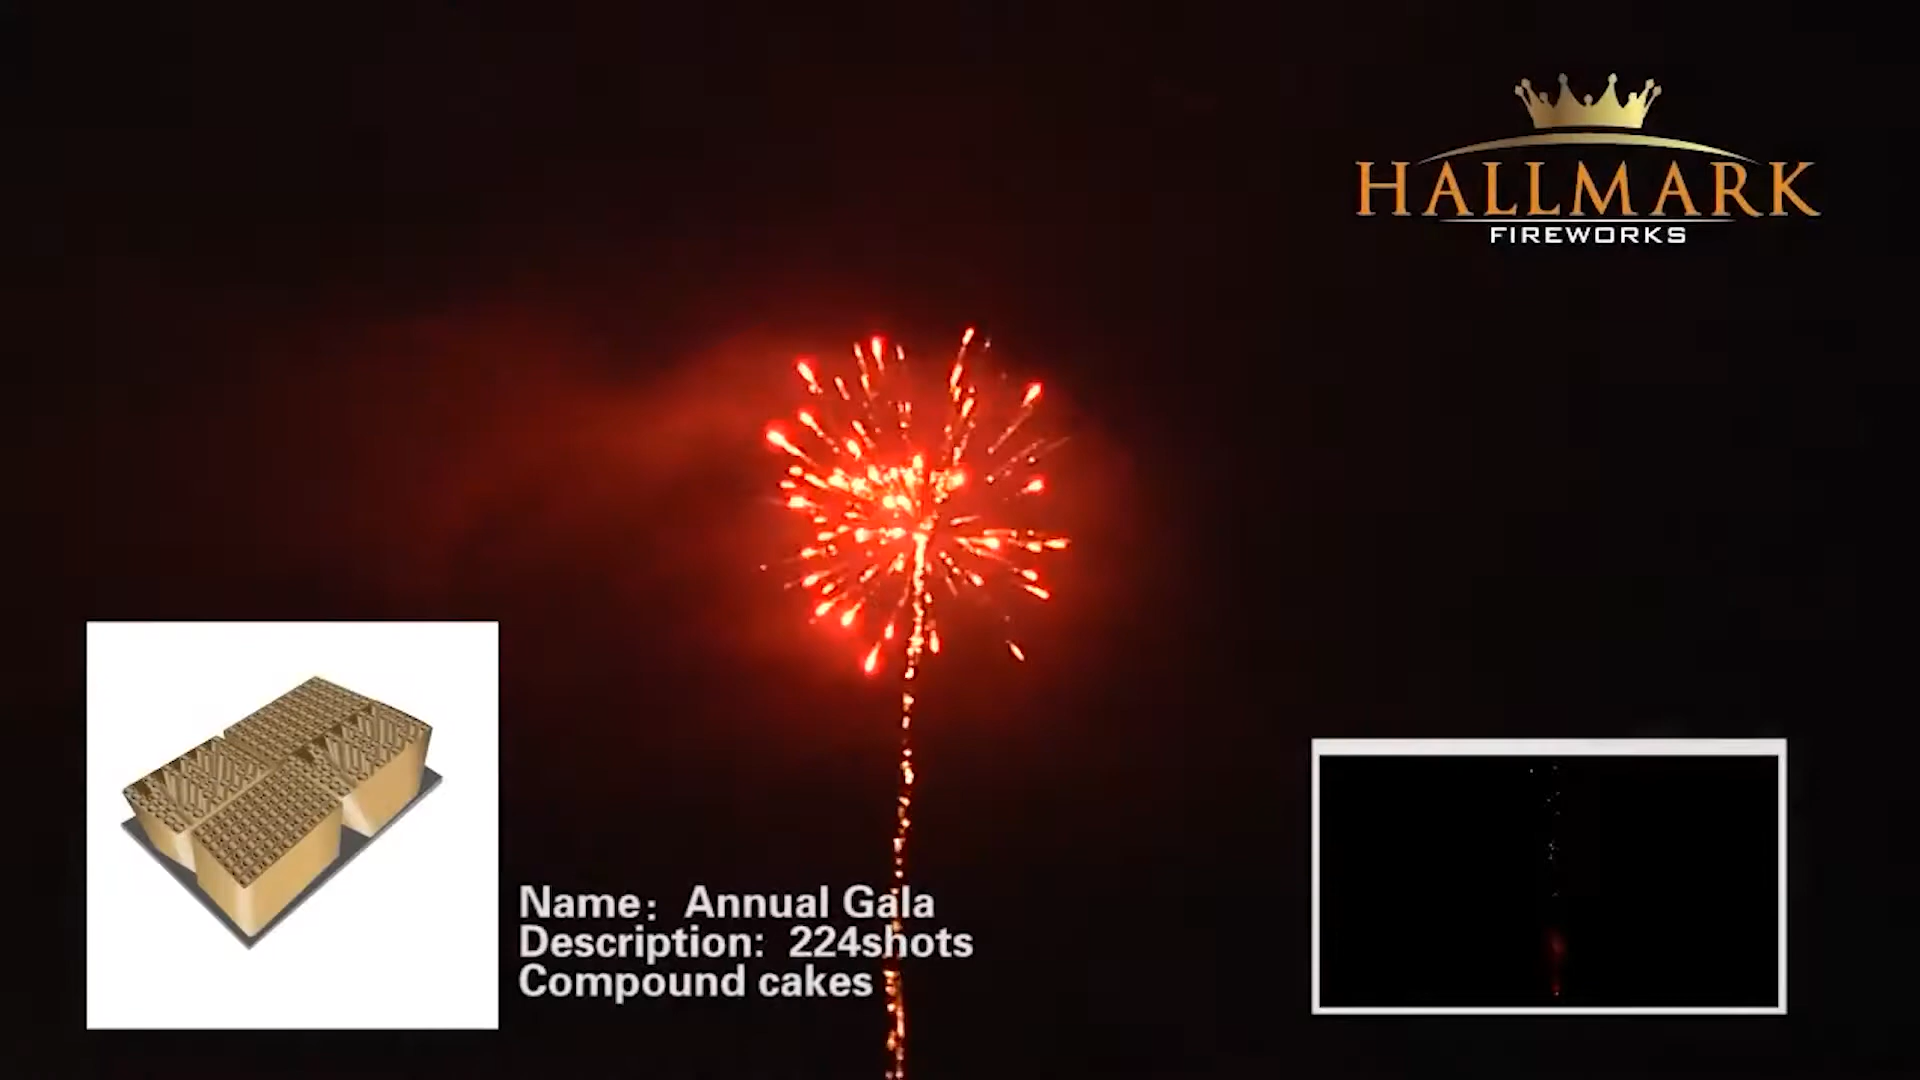 HALLMARK
FIREWORKS
Name： Annual Gala
Description: 224shots
Compound cakes